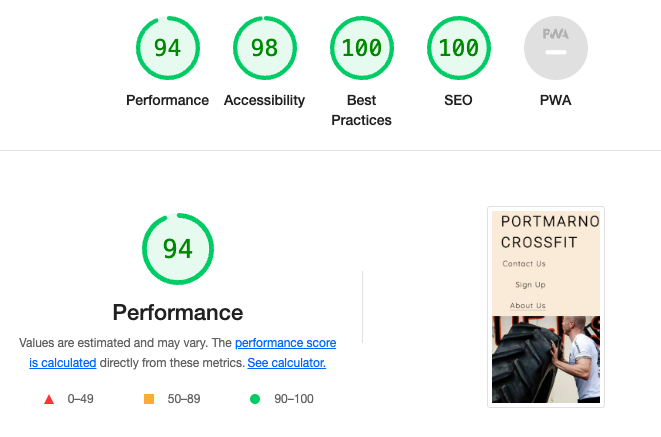 94
98
100
100
PWA
Performance
Accessibility
Best
Practices
SEO
PWA
94
Performance
Values are estimated and may vary. The performance score
is calculated directly from these metrics. See calculator.
0–49
50–89
90–100
PORTMARNO
CROSSFIT
Contact Us
Sign Up
About Us